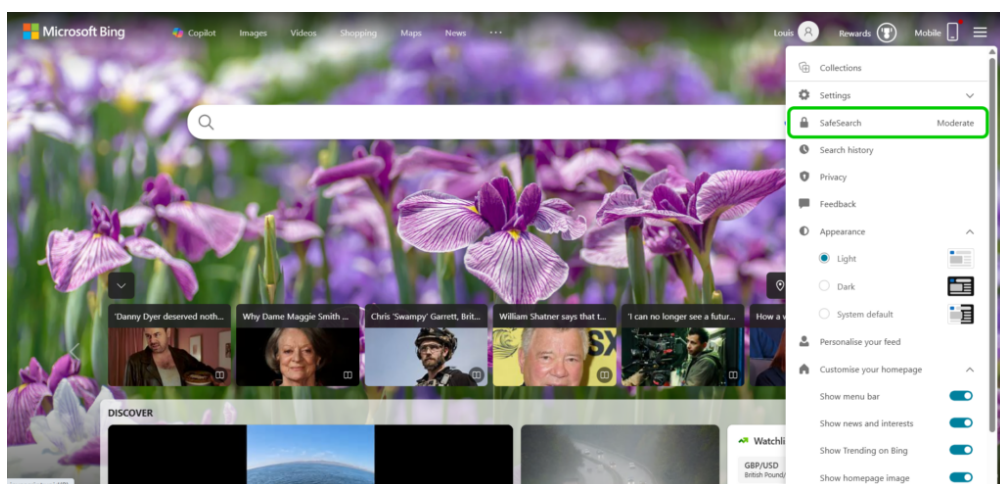 Microsoft Bing
Copilot
Images
Videos
Shopping
Maps
News
...
Louis
Rewards
Mobile
Collections
Settings
SafeSearch Moderate
Search history
Privacy
Feedback
Appearance
Light
Dark
System default
Personalise your feed
Customise your homepage
Show menu bar
Show news and interests
Show Trending on Bing
Show homepage image
'Danny Dyer deserved noth...
Why Dame Maggie Smith ...
Chris 'Swampy' Garrett, Brit...
William Shatner says that t...
'I can no longer see a futur...
How a
DISCOVER
Watchli
GBP/USD
British Pound/